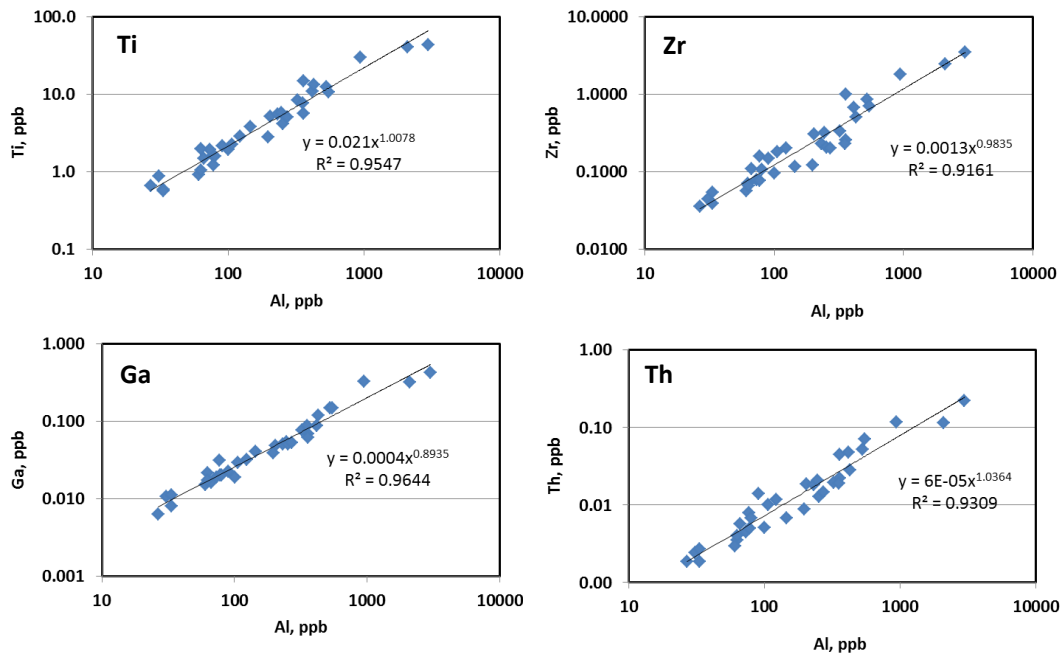 Ti
100.0
10.0
1.0
0.1
Ti, ppb
y = 0.021x^1.0078
R² = 0.9547
10 100 1000 10000
Al, ppb
Zr
10.0000
1.0000
0.1000
0.0100
Zr, ppb
y = 0.0013x^0.9835
R² = 0.9161
10 100 1000 10000
Al, ppb
Ga
1.000
0.100
0.010
0.001
Ga, ppb
y = 0.0004x^0.8935
R² = 0.9644
10 100 1000 10000
Al, ppb
Th
1.00
0.10
0.01
0.00
Th, ppb
y = 6E-05x^1.0364
R² = 0.9309
10 100 1000 10000
Al, ppb